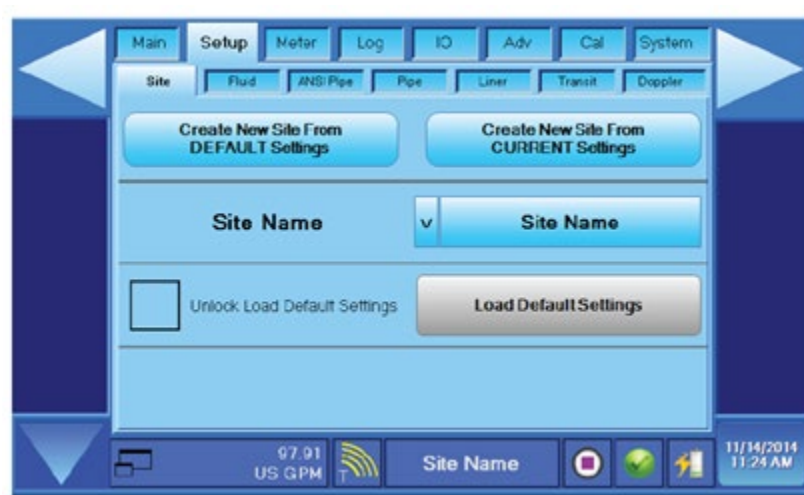 Main Setup Meter Log IO Adv Cal System
Site Fluid ANSI Pipe Pipe Liner Transit Doppler
Create New Site From
DEFAULT Settings
Create New Site From
CURRENT Settings
Site Name
v
Site Name
Unlock Load Default Settings
Load Default Settings
97.91
US GPM
T
Site Name
11/14/2014
11:24 AM